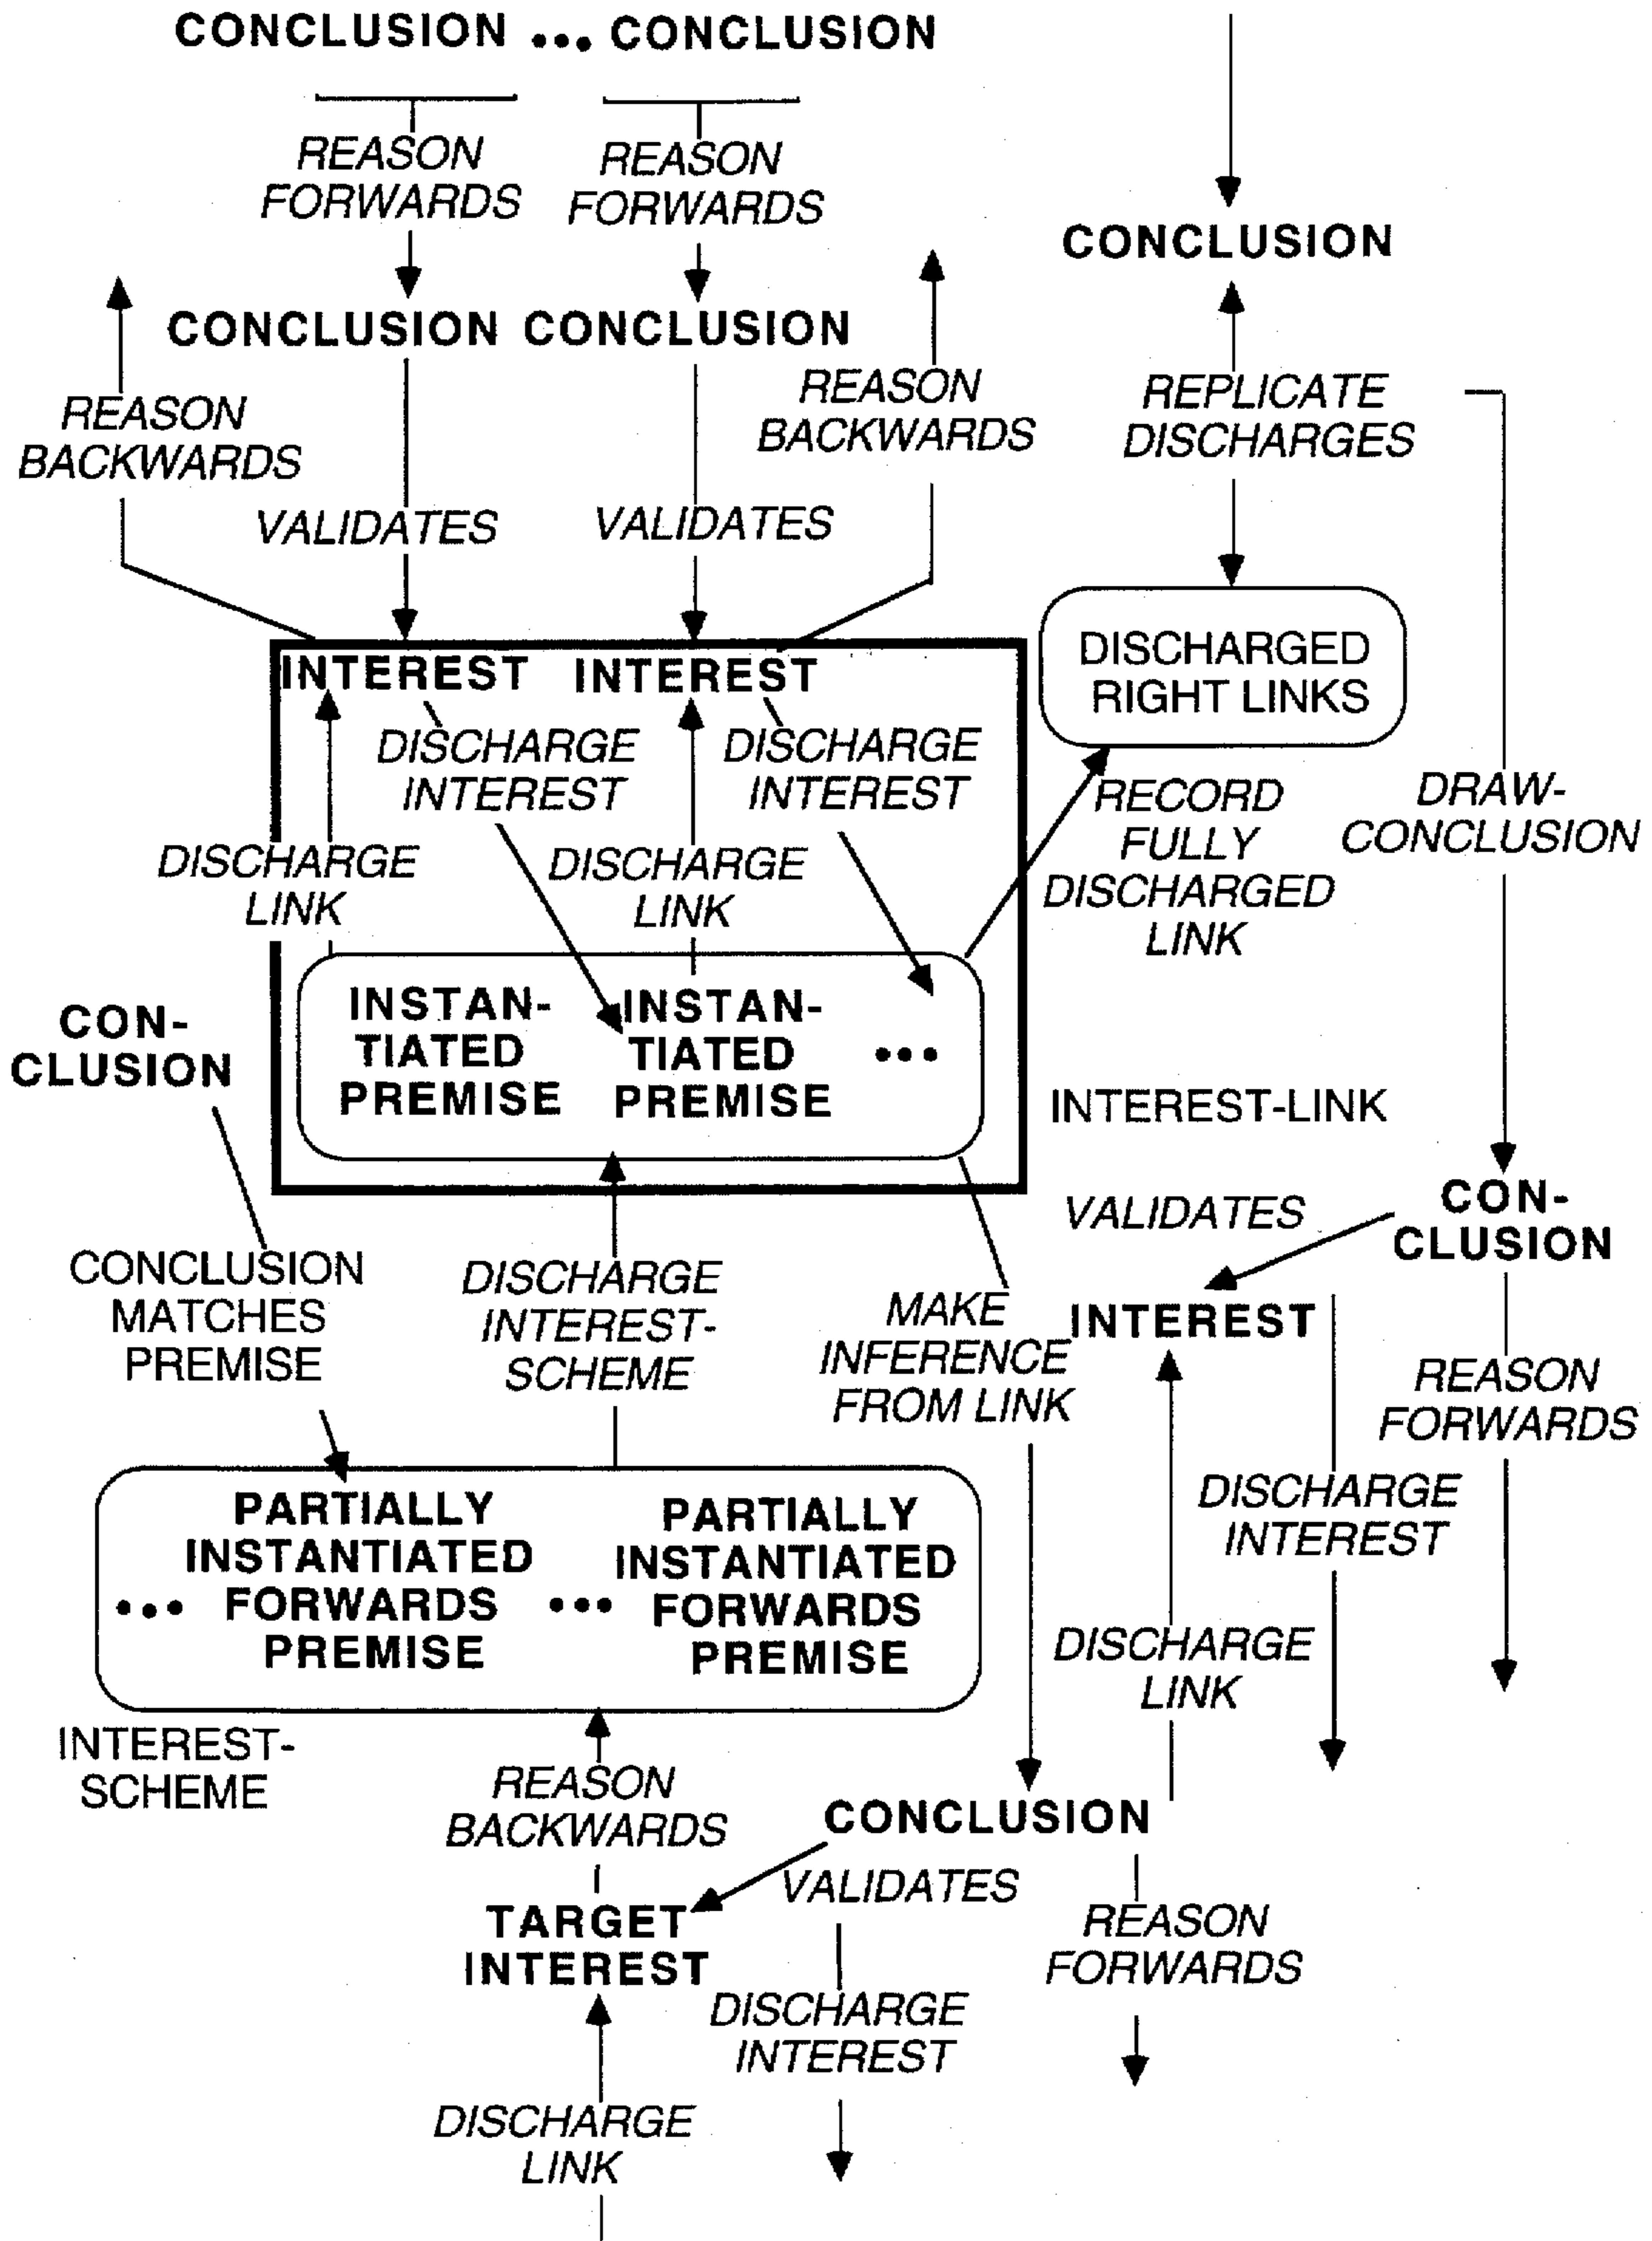 CONCLUSION ... CONCLUSION
REASON
FORWARDS
REASON
FORWARDS
CONCLUSION
CONCLUSION CONCLUSION
REASON
BACKWARDS
REASON
BACKWARDS
REPLICATE
DISCHARGES
VALIDATES
VALIDATES
INTEREST
INTEREST
DISCHARGED
RIGHT LINKS
DISCHARGE
INTEREST
DISCHARGE
INTEREST
RECORD
FULLY
DISCHARGED
LINK
DRAW-
CONCLUSION
DISCHARGE
LINK
DISCHARGE
LINK
CON-
CLUSION
INSTAN-
TIATED
PREMISE
INSTAN-
TIATED
PREMISE
...
INTEREST-LINK
VALIDATES
CON-
CLUSION
CONCLUSION
MATCHES
PREMISE
DISCHARGE
INTEREST-
SCHEME
MAKE
INFERENCE
FROM LINK
INTEREST
REASON
FORWARDS
DISCHARGE
INTEREST
...
PARTIALLY
INSTANTIATED
FORWARDS
PREMISE
...
PARTIALLY
INSTANTIATED
FORWARDS
PREMISE
DISCHARGE
LINK
INTEREST-
SCHEME
REASON
BACKWARDS
CONCLUSION
VALIDATES
TARGET
INTEREST
REASON
FORWARDS
DISCHARGE
INTEREST
DISCHARGE
LINK